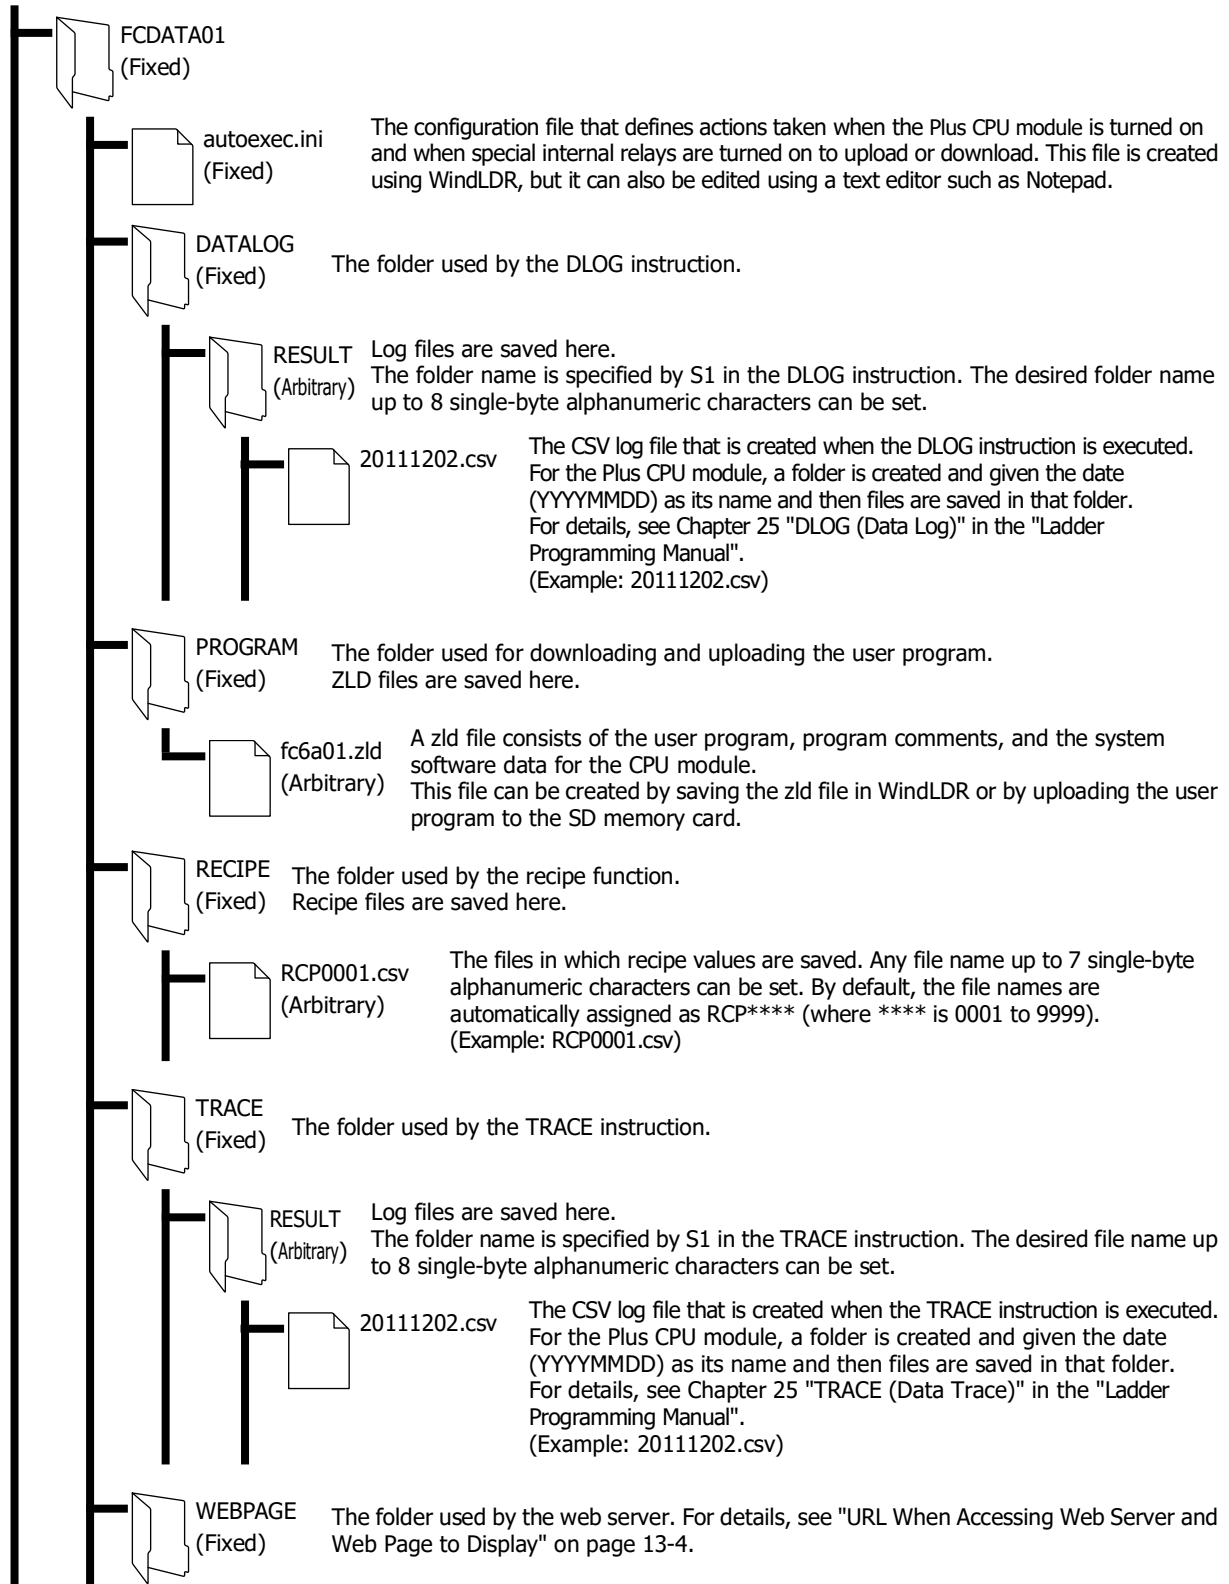 FCDATA01
(Fixed)
autoexec.ini
(Fixed)
The configuration file that defines actions taken when the Plus CPU module is turned on
and when special internal relays are turned on to upload or download. This file is created
using WindLDR, but it can also be edited using a text editor such as Notepad.
DATALOG
(Fixed)
The folder used by the DLOG instruction.
RESULT
(Arbitrary)
Log files are saved here.
The folder name is specified by S1 in the DLOG instruction. The desired folder name
up to 8 single-byte alphanumeric characters can be set.
20111202.csv
The CSV log file that is created when the DLOG instruction is executed.
For the Plus CPU module, a folder is created and given the date
(YYYYMMDD) as its name and then files are saved in that folder.
For details, see Chapter 25 "DLOG (Data Log)" in the "Ladder
Programming Manual".
(Example: 20111202.csv)
PROGRAM
(Fixed)
The folder used for downloading and uploading the user program.
ZLD files are saved here.
fc6a01.zld
(Arbitrary)
A zld file consists of the user program, program comments, and the system
software data for the CPU module.
This file can be created by saving the zld file in WindLDR or by uploading the user
program to the SD memory card.
RECIPE
(Fixed)
The folder used by the recipe function.
Recipe files are saved here.
RCP0001.csv
(Arbitrary)
The files in which recipe values are saved. Any file name up to 7 single-byte
alphanumeric characters can be set. By default, the file names are
automatically assigned as RCP**** (where **** is 0001 to 9999).
(Example: RCP0001.csv)
TRACE
(Fixed)
The folder used by the TRACE instruction.
RESULT
(Arbitrary)
Log files are saved here.
The folder name is specified by S1 in the TRACE instruction. The desired file name up
to 8 single-byte alphanumeric characters can be set.
20111202.csv
The CSV log file that is created when the TRACE instruction is executed.
For the Plus CPU module, a folder is created and given the date
(YYYYMMDD) as its name and then files are saved in that folder.
For details, see Chapter 25 "TRACE (Data Trace)" in the "Ladder
Programming Manual".
(Example: 20111202.csv)
WEBPAGE
(Fixed)
The folder used by the web server. For details, see "URL When Accessing Web Server and
Web Page to Display" on page 13-4.